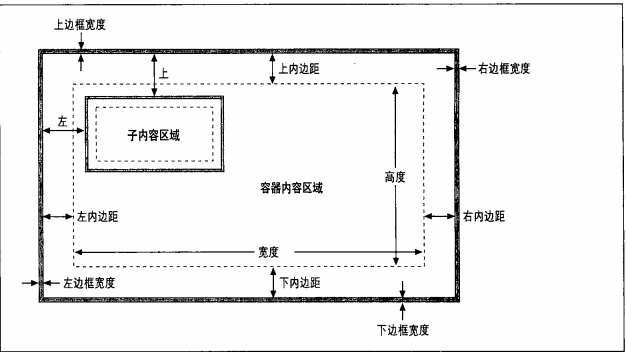 上边框宽度
上
上内边距
右边框宽度
左
子内容区域
容器内容区域
高度
左内边距
右内边距
宽度
左边框宽度
下内边距
下边框宽度